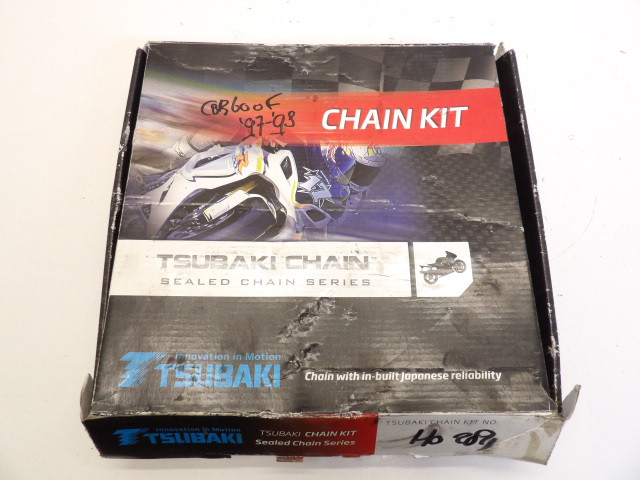 CBR600F
'97-'98
CHAIN KIT
TSUBAKI CHAIN
SEALED CHAIN SERIES
Innovation in Motion
TSUBAKI
Chain with in-built Japanese reliability
Innovation in Motion
TSUBAKI
TSUBAKI CHAIN KIT
Sealed Chain Series
TSUBAKI CHAIN KIT NO.